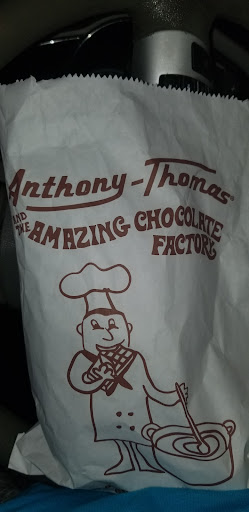 Anthony-Thomas®
AND THE AMAZING CHOCOLATE
FACTORY